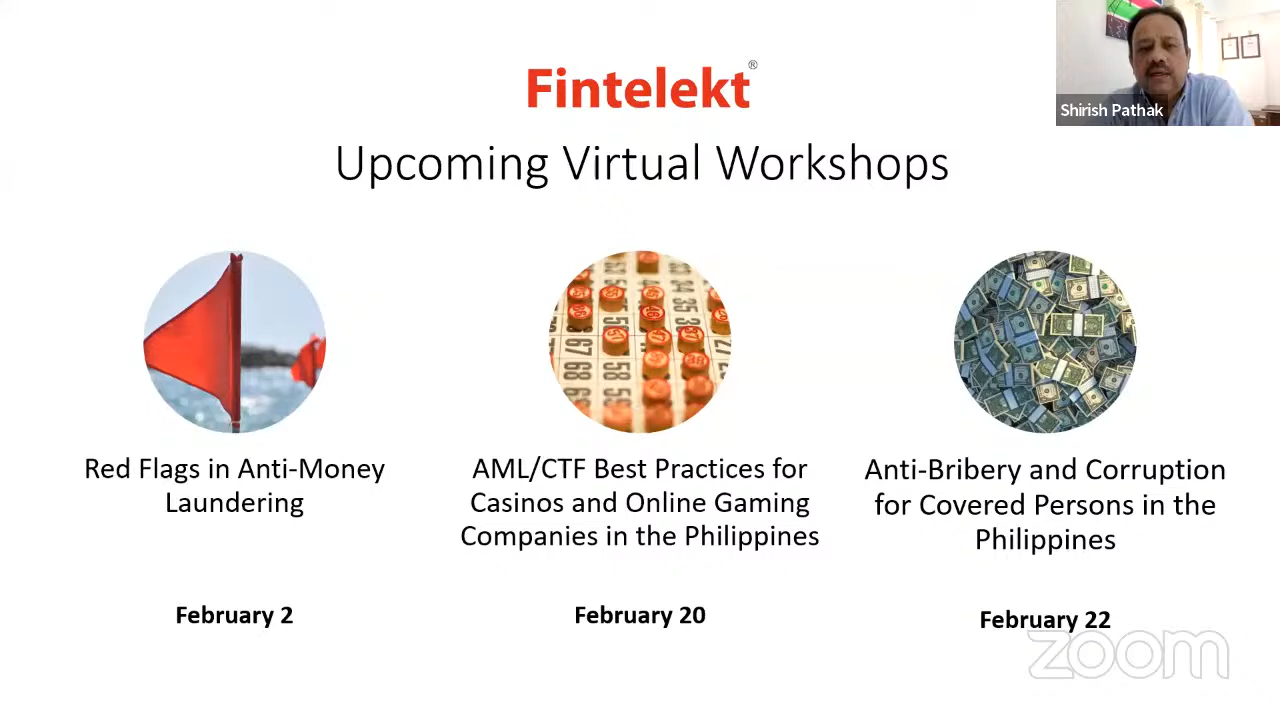 Fintelekt®
Shirish Pathak
Upcoming Virtual Workshops
Red Flags in Anti-Money
Laundering
February 2
AML/CTF Best Practices for
Casinos and Online Gaming
Companies in the Philippines
February 20
Anti-Bribery and Corruption
for Covered Persons in the
Philippines
February 22
zoom